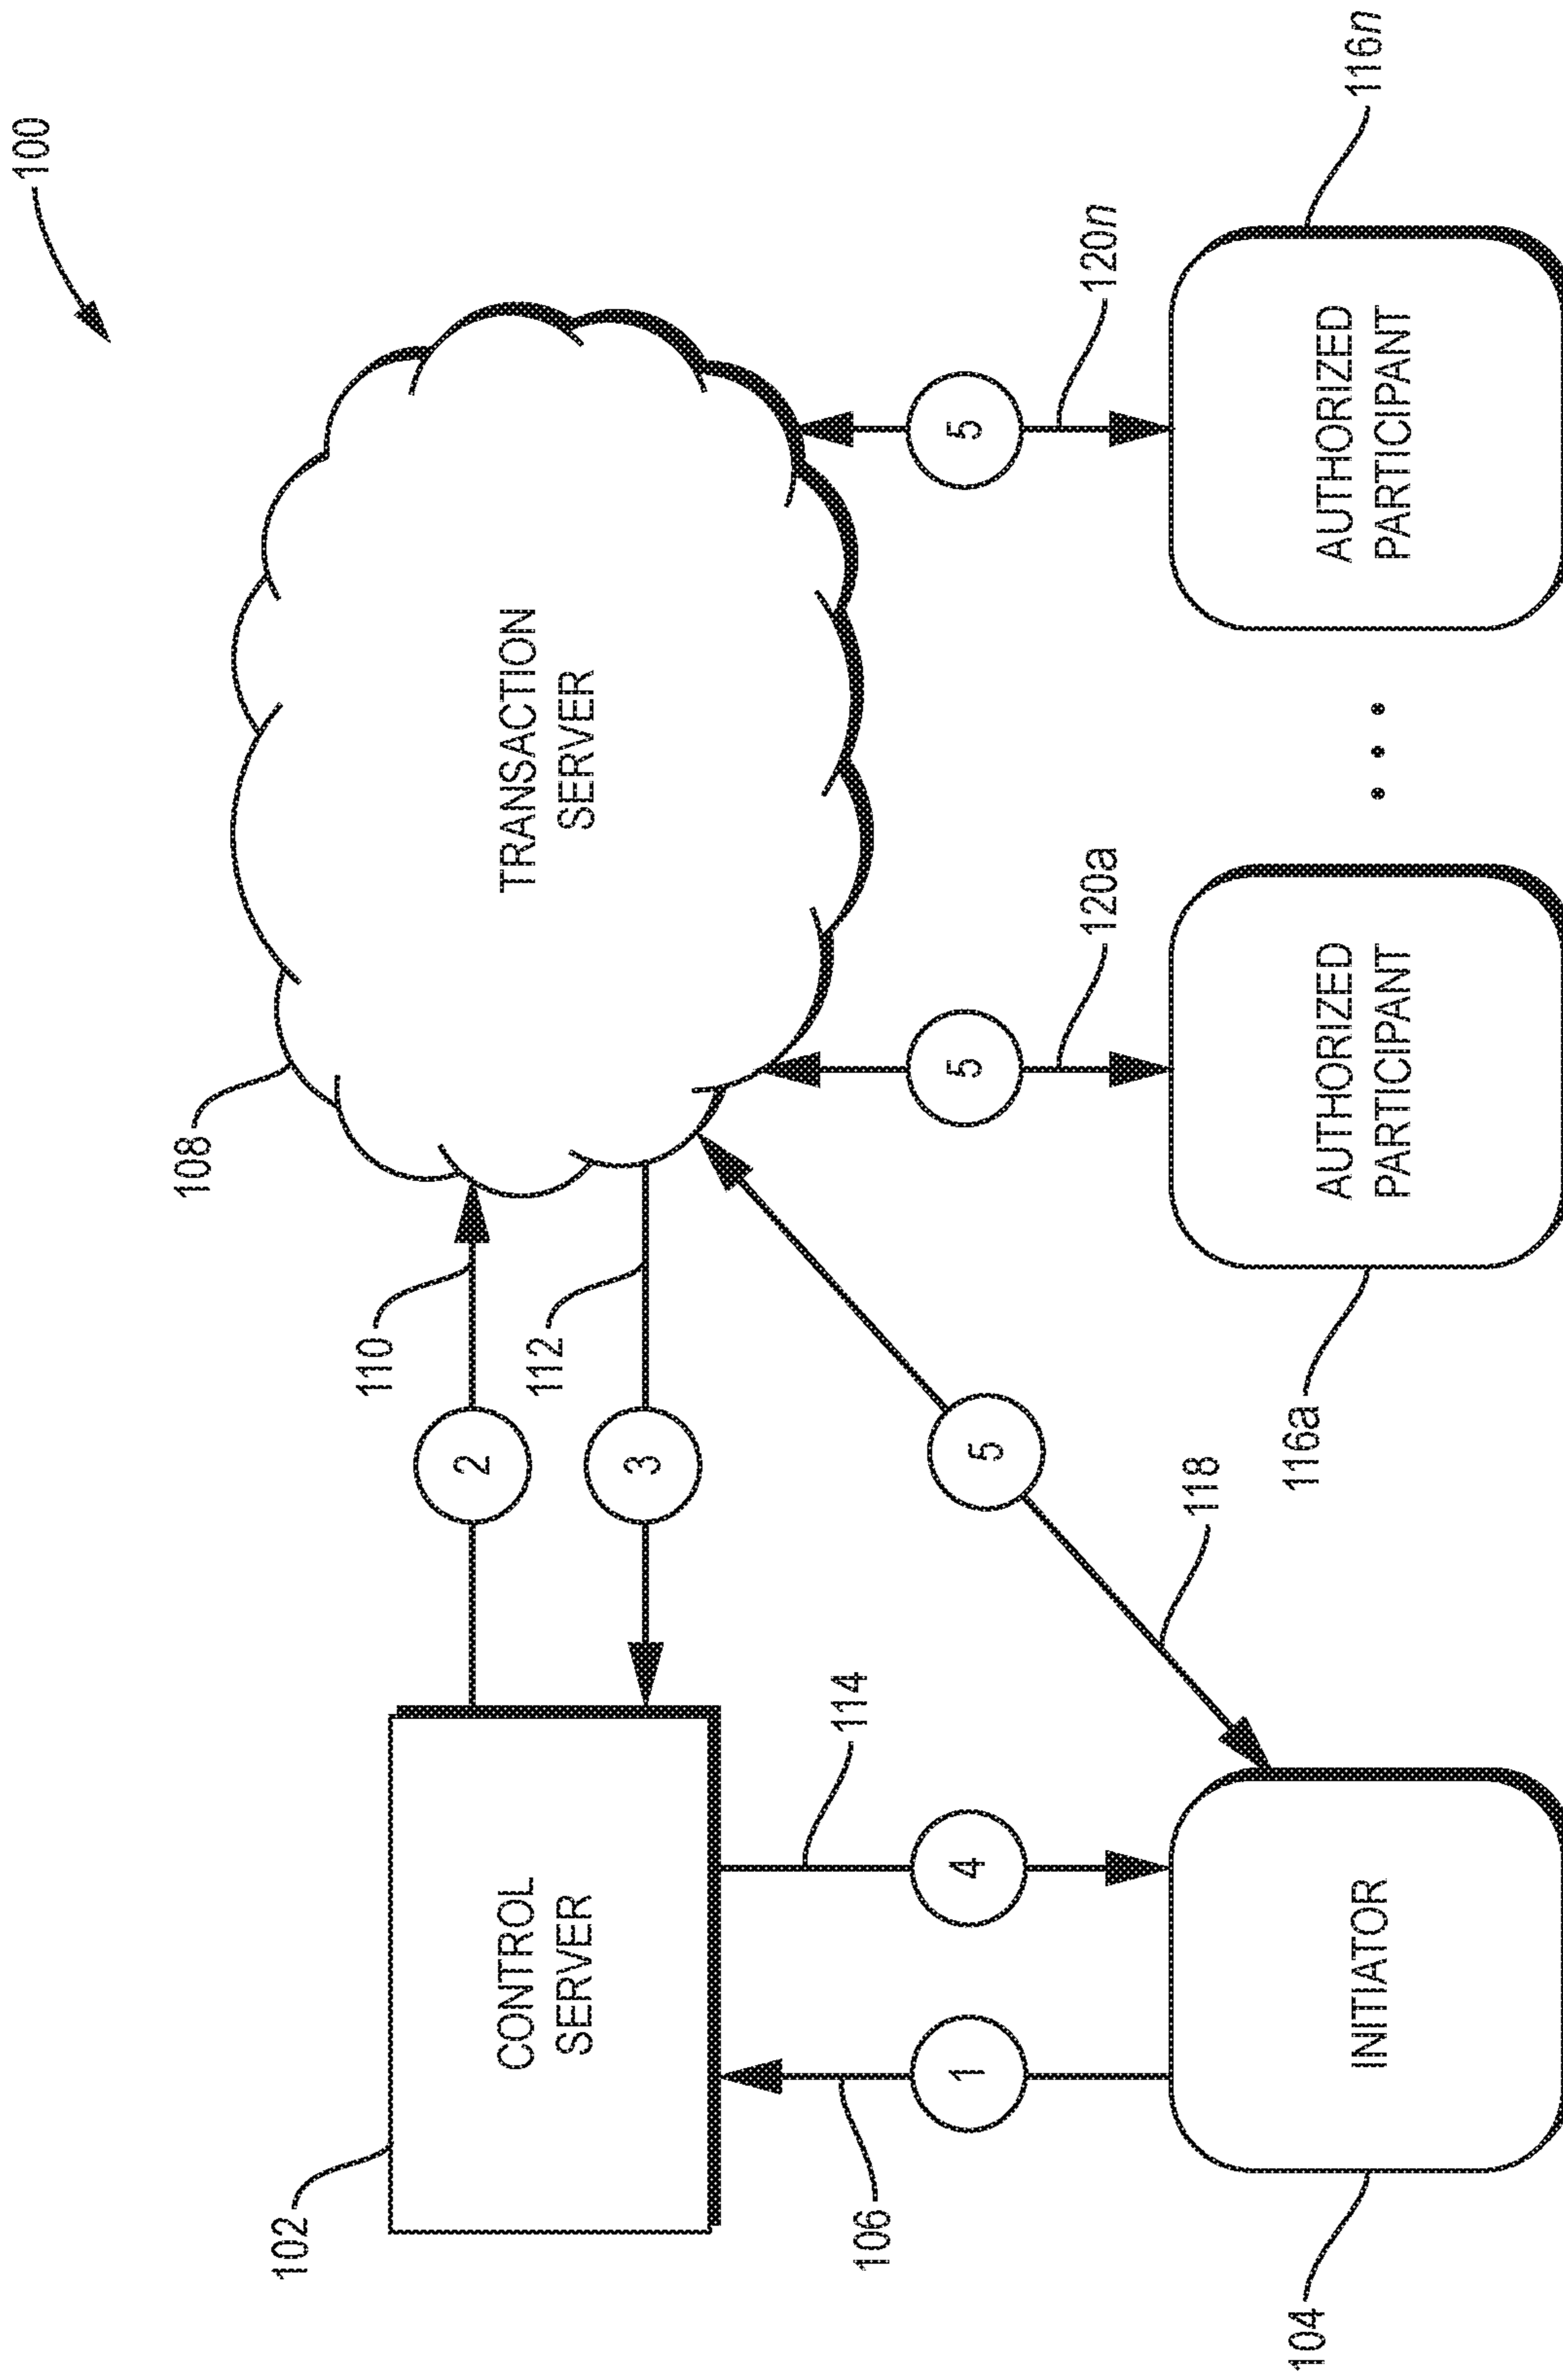 100
108
TRANSACTION
SERVER
102
CONTROL
SERVER
2
110
3
112
106
1
4
114
5
118
5
120a
5
120n
104
INITIATOR
116a
AUTHORIZED
PARTICIPANT
• • •
AUTHORIZED
PARTICIPANT
116n